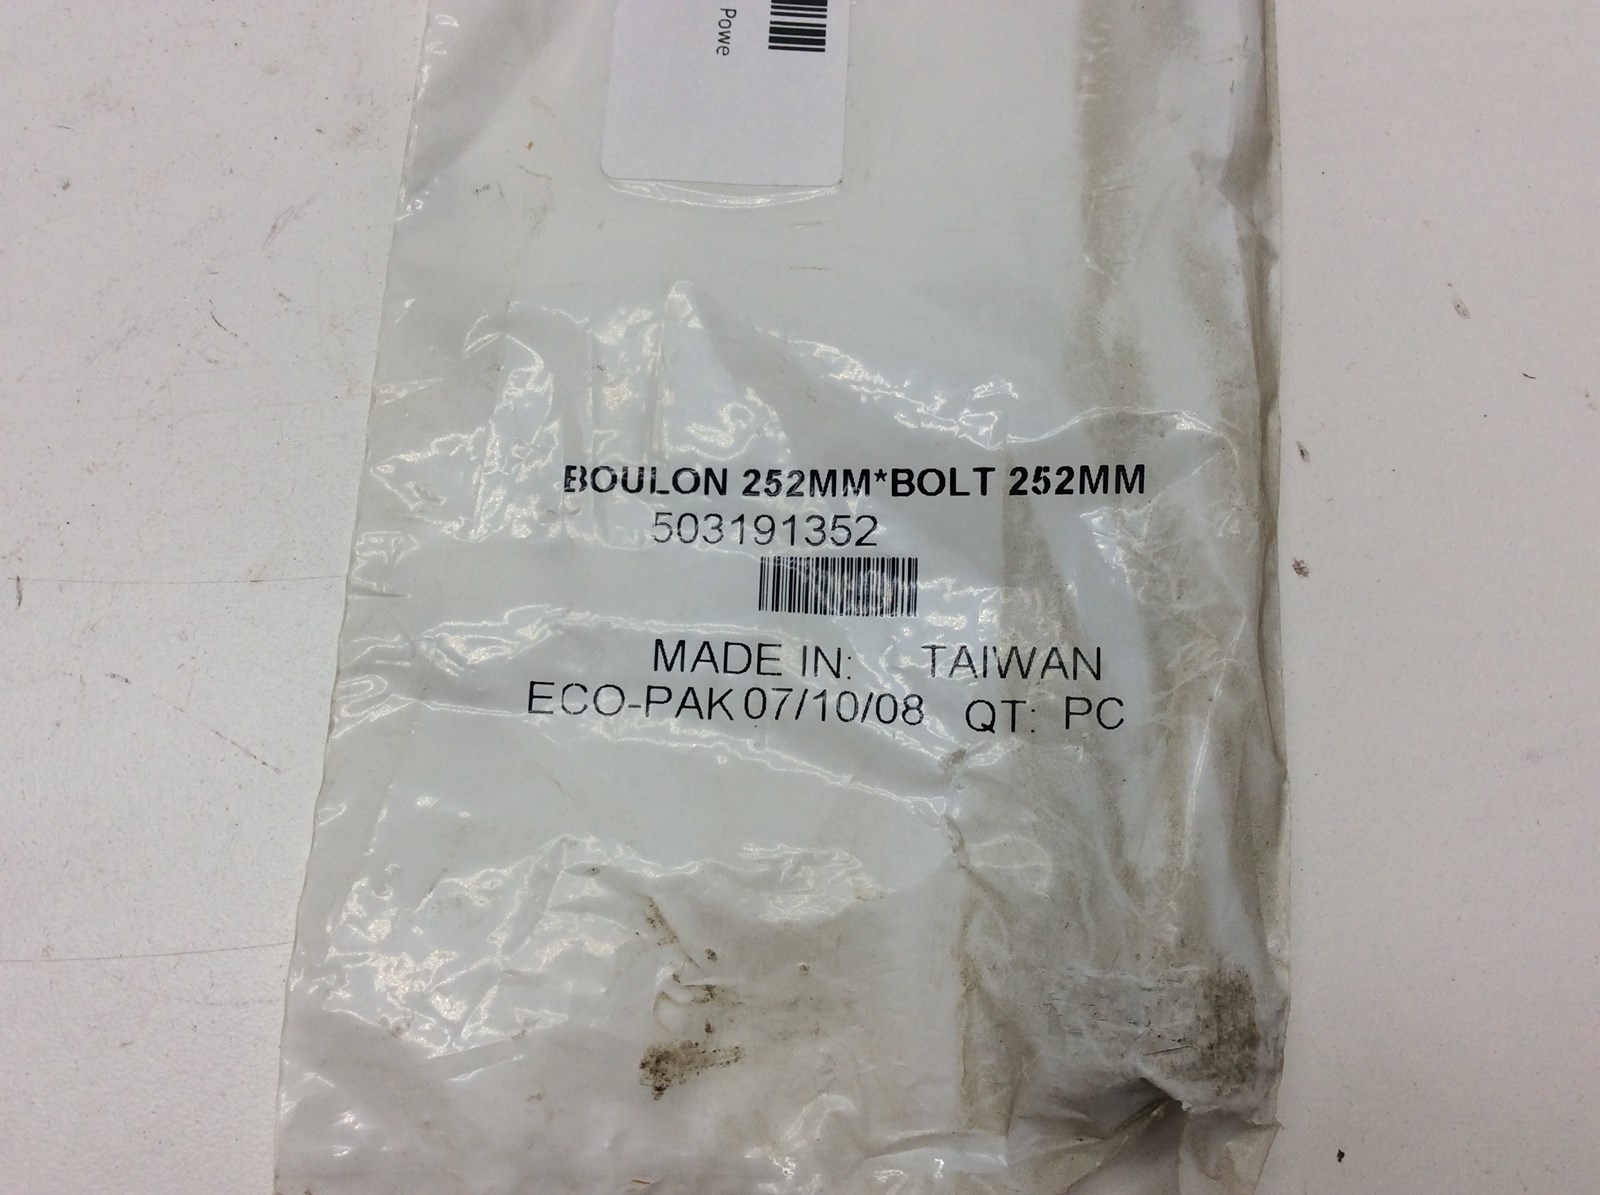 Powe
BOULON 252MM*BOLT 252MM
503191352
MADE IN: TAIWAN
ECO-PAK 07/10/08 QT: PC